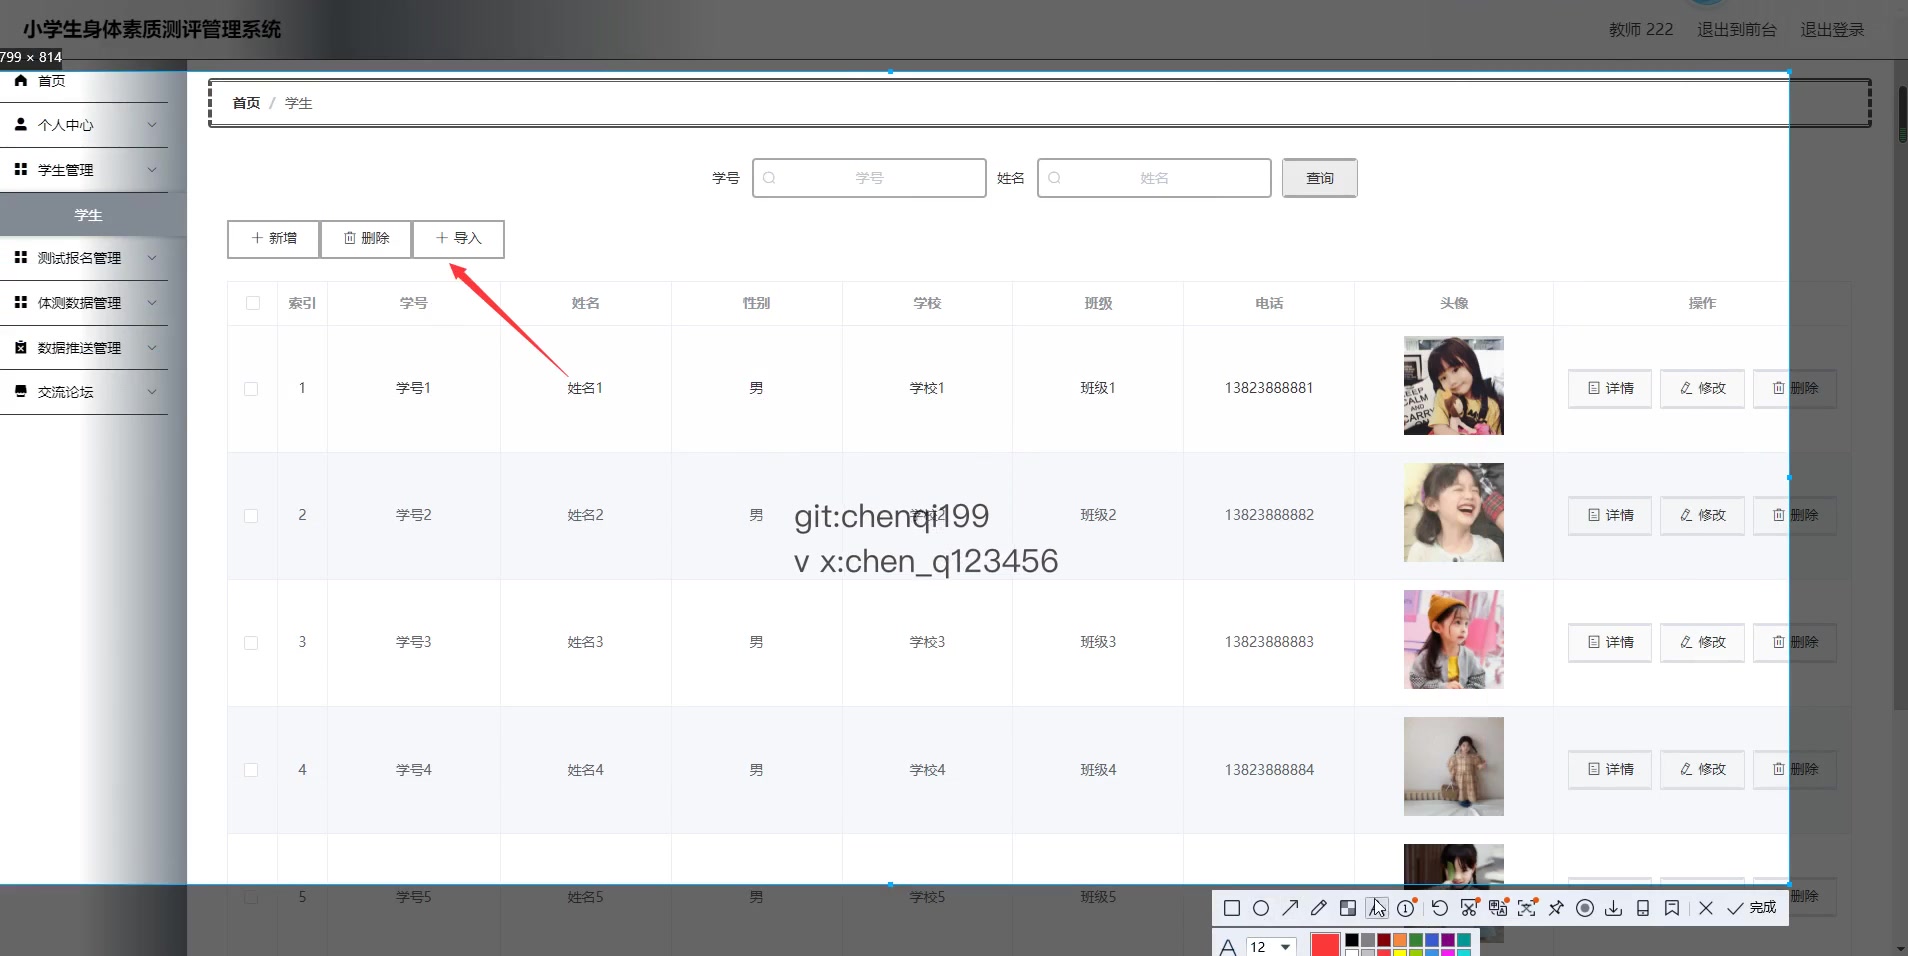 小学生身体素质测评管理系统
教师 222 退出到前台 退出登录
799 × 814
首页
个人中心
学生管理
学生
测试报名管理
体测数据管理
数据推送管理
交流论坛
首页 / 学生
学号 学号 姓名 姓名 查询
新增 删除 导入
索引 学号 姓名 性别 学校 班级 电话 头像 操作
1 学号1 姓名1 男 学校1 班级1 13823888881 详情 修改 删除
KEEP
CALM
AND
CARRY
2 学号2 姓名2 男 学校2 班级2 13823888882 详情 修改 删除
git:chenqi199
v x:chen_q123456
3 学号3 姓名3 男 学校3 班级3 13823888883 详情 修改 删除
4 学号4 姓名4 男 学校4 班级4 13823888884 详情 修改 删除
5 学号5 姓名5 男 学校5 班级5 删除
完成
12